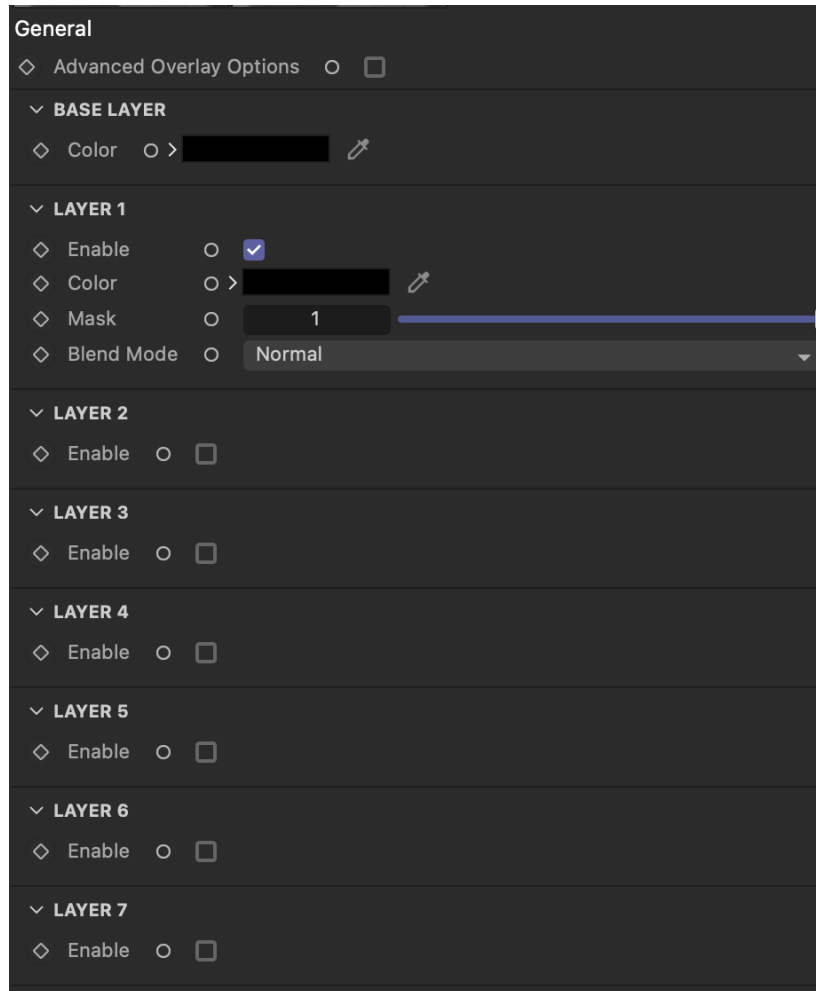 General
Advanced Overlay Options
BASE LAYER
Color
LAYER 1
Enable
Color
Mask 1
Blend Mode Normal
LAYER 2
Enable
LAYER 3
Enable
LAYER 4
Enable
LAYER 5
Enable
LAYER 6
Enable
LAYER 7
Enable